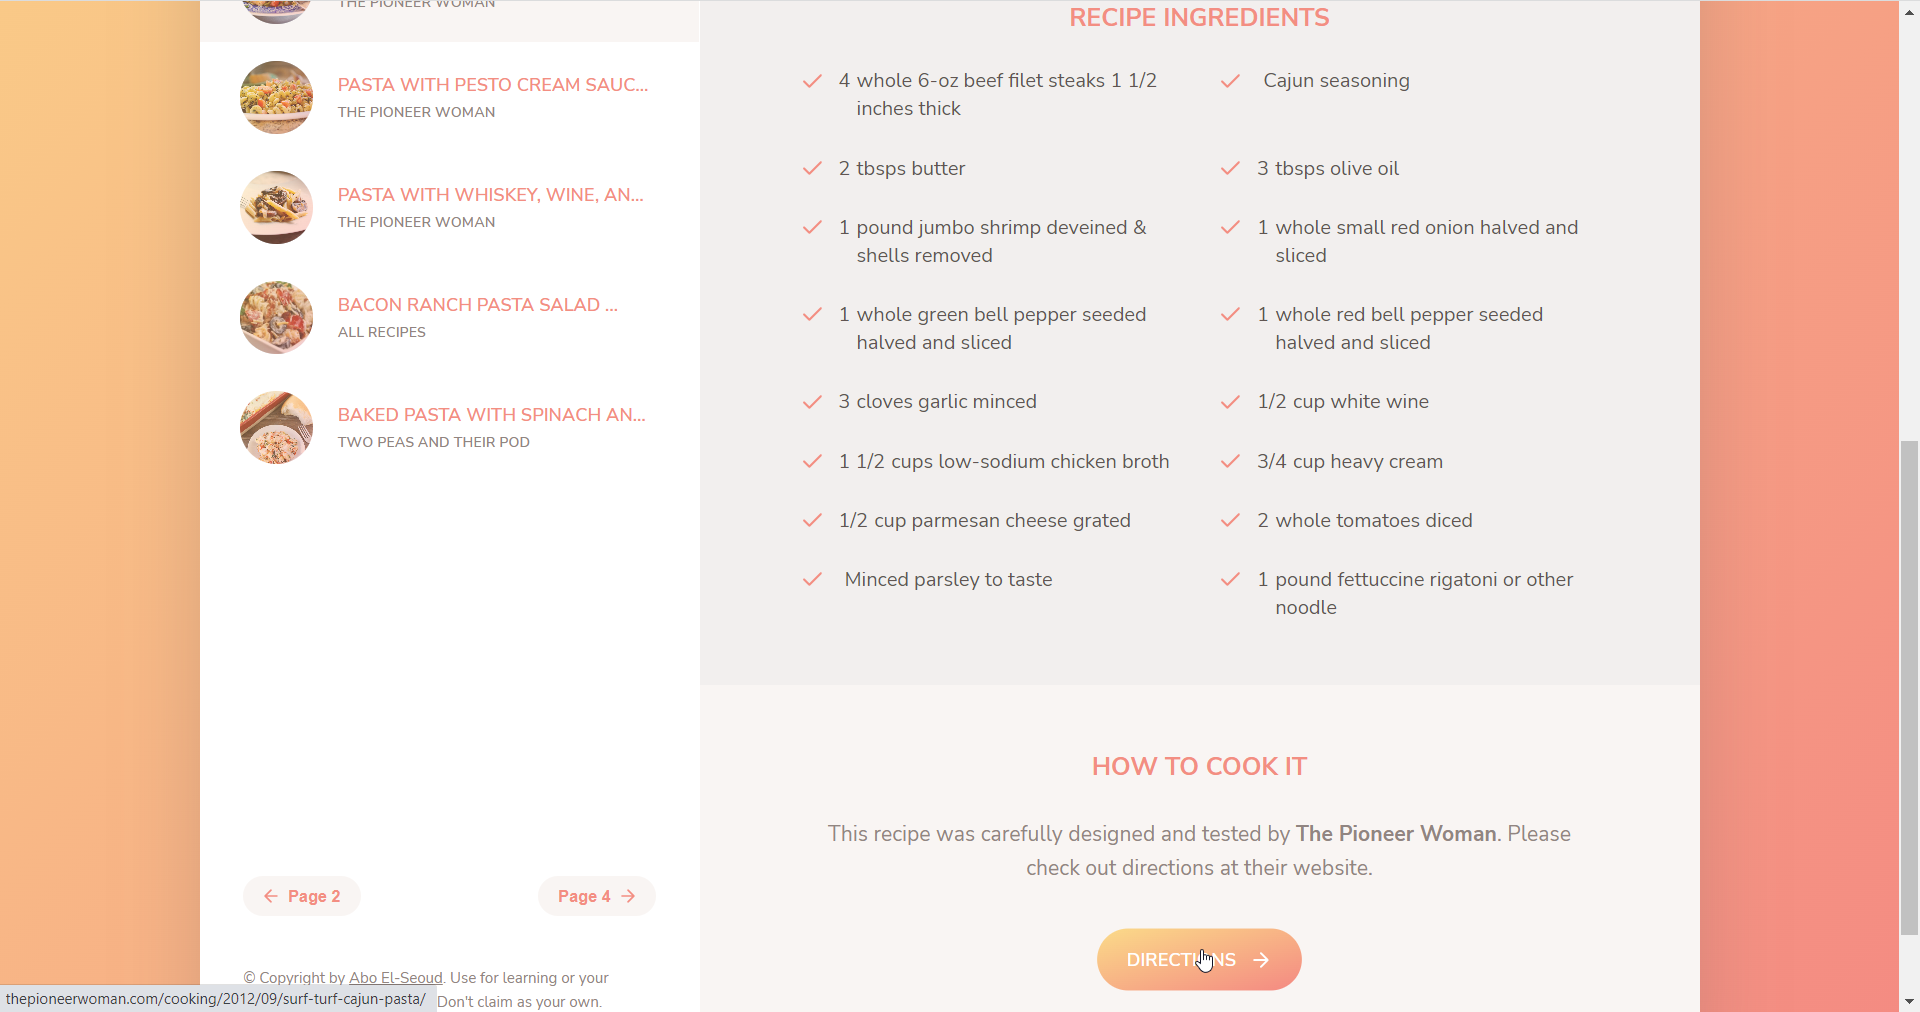 THE PIONEER WOMAN
PASTA WITH PESTO CREAM SAUC...
THE PIONEER WOMAN
PASTA WITH WHISKEY, WINE, AN...
THE PIONEER WOMAN
BACON RANCH PASTA SALAD ...
ALL RECIPES
BAKED PASTA WITH SPINACH AN...
TWO PEAS AND THEIR POD
Page 2
Page 4
© Copyright by Abo El-Seoud. Use for learning or your
Don't claim as your own.
thepioneerwoman.com/cooking/2012/09/surf-turf-cajun-pasta/
RECIPE INGREDIENTS
4 whole 6-oz beef filet steaks 1 1/2
inches thick
Cajun seasoning
2 tbsps butter
3 tbsps olive oil
1 pound jumbo shrimp deveined &
shells removed
1 whole small red onion halved and
sliced
1 whole green bell pepper seeded
halved and sliced
1 whole red bell pepper seeded
halved and sliced
3 cloves garlic minced
1/2 cup white wine
1 1/2 cups low-sodium chicken broth
3/4 cup heavy cream
1/2 cup parmesan cheese grated
2 whole tomatoes diced
Minced parsley to taste
1 pound fettuccine rigatoni or other
noodle
HOW TO COOK IT
This recipe was carefully designed and tested by The Pioneer Woman. Please
check out directions at their website.
DIRECTIONS